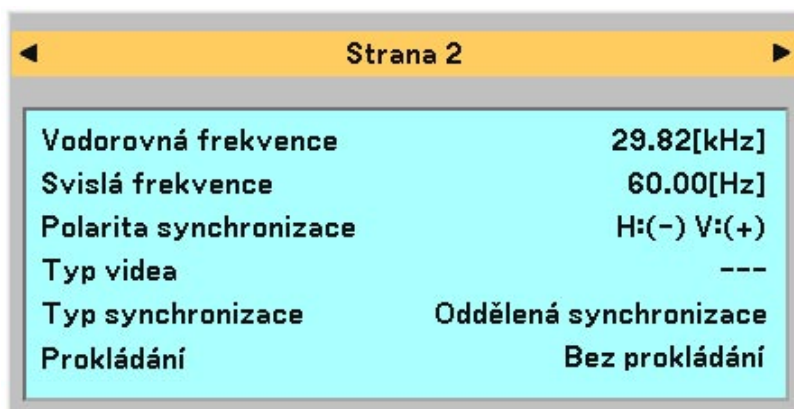 ◀ Strana 2 ▶
Vodorovná frekvence 29.82[kHz]
Svislá frekvence 60.00[Hz]
Polarita synchronizace H:(-) V:(+)
Typ videa ---
Typ synchronizace Oddělená synchronizace
Prokládání Bez prokládání